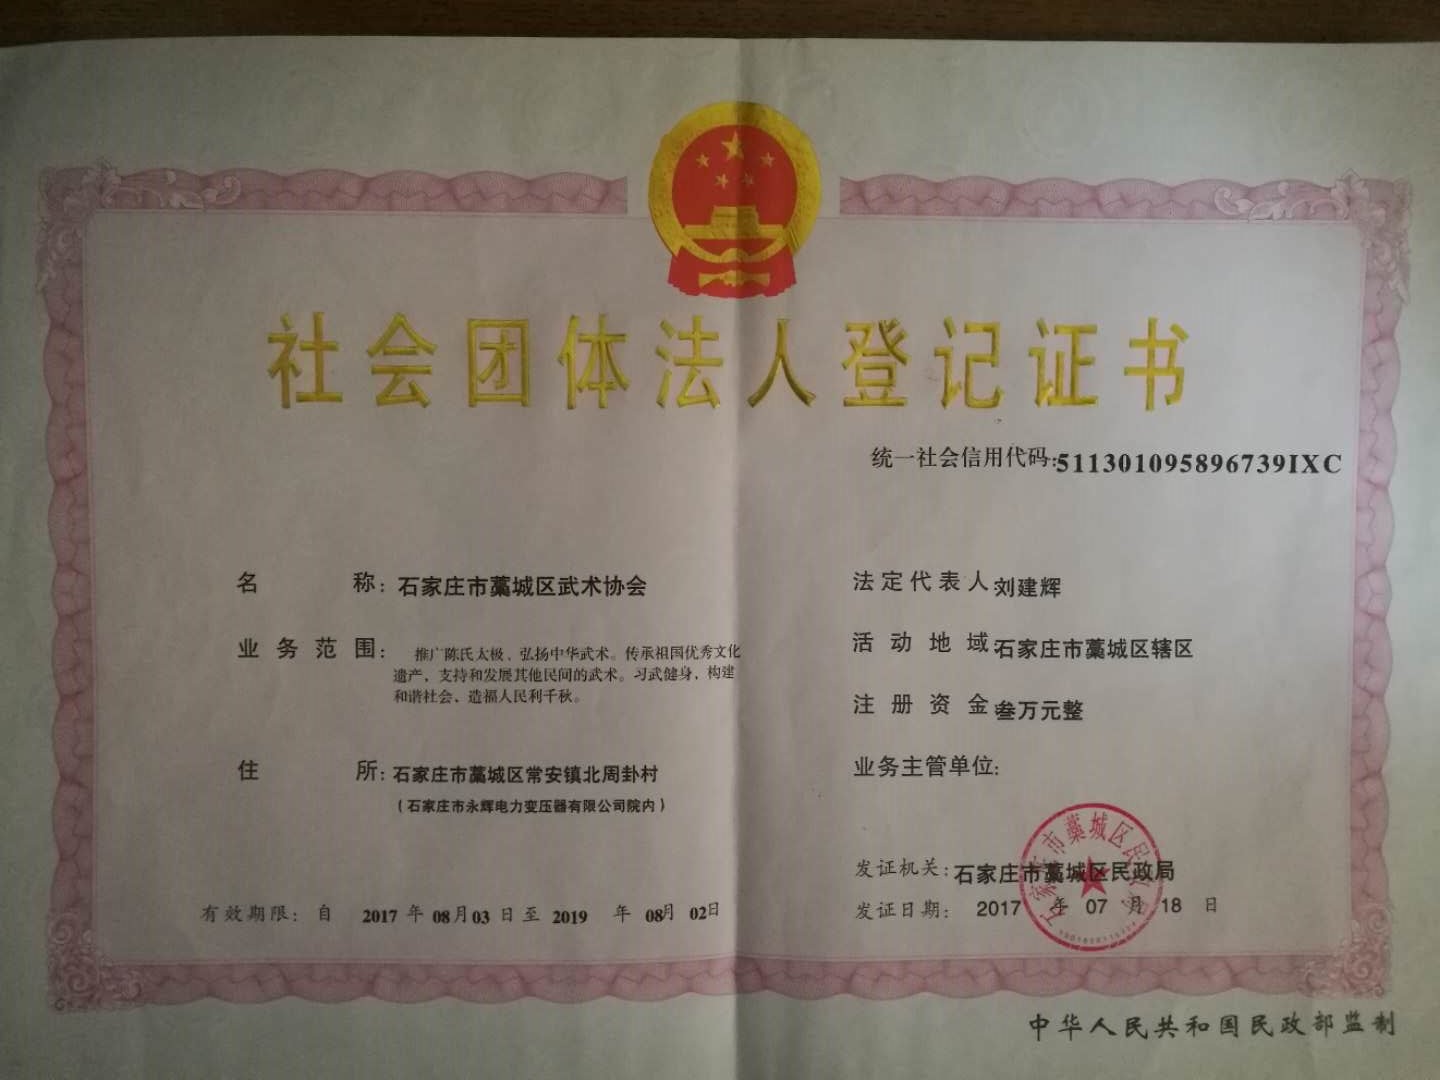 社会团体法人登记证书
统一社会信用代码:511301095896739IXC
名称：石家庄市藁城区武术协会
业务范围：推广陈氏太极、弘扬中华武术。传承祖国优秀文化
遗产，支持和发展其他民间的武术。习武健身，构建
和谐社会、造福人民利千秋。
住所：石家庄市藁城区常安镇北周卦村
（石家庄市永辉电力变压器有限公司院内）
有效期限：自 2017 年 08月 03 日至 2019 年 08月 02日
法定代表人:刘建辉
活动地域:石家庄市藁城区辖区
注册资金:叁万元整
业务主管单位:
发证机关:石家庄市藁城区民政局
发证日期: 2017 年 07 月 18 日
中华人民共和国民政部监制